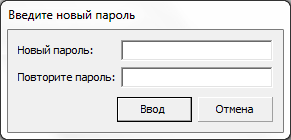 Введите новый пароль
Новый пароль:
Повторите пароль:
Ввод Отмена